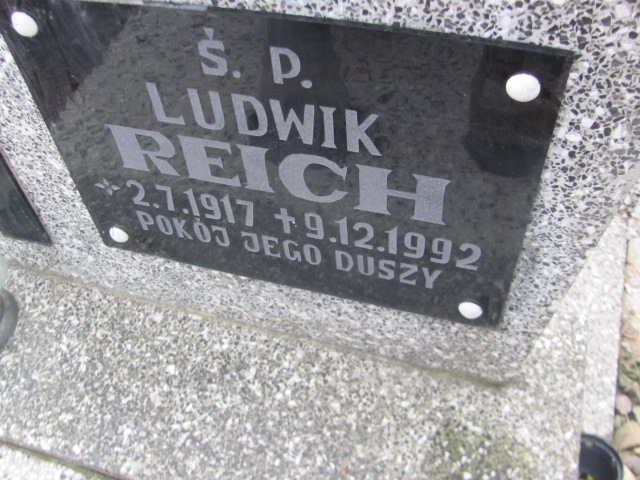 Ś. P.
LUDWIK
REICH
* 2.7.1917 + 9.12.1992
POKÓJ JEGO DUSZY